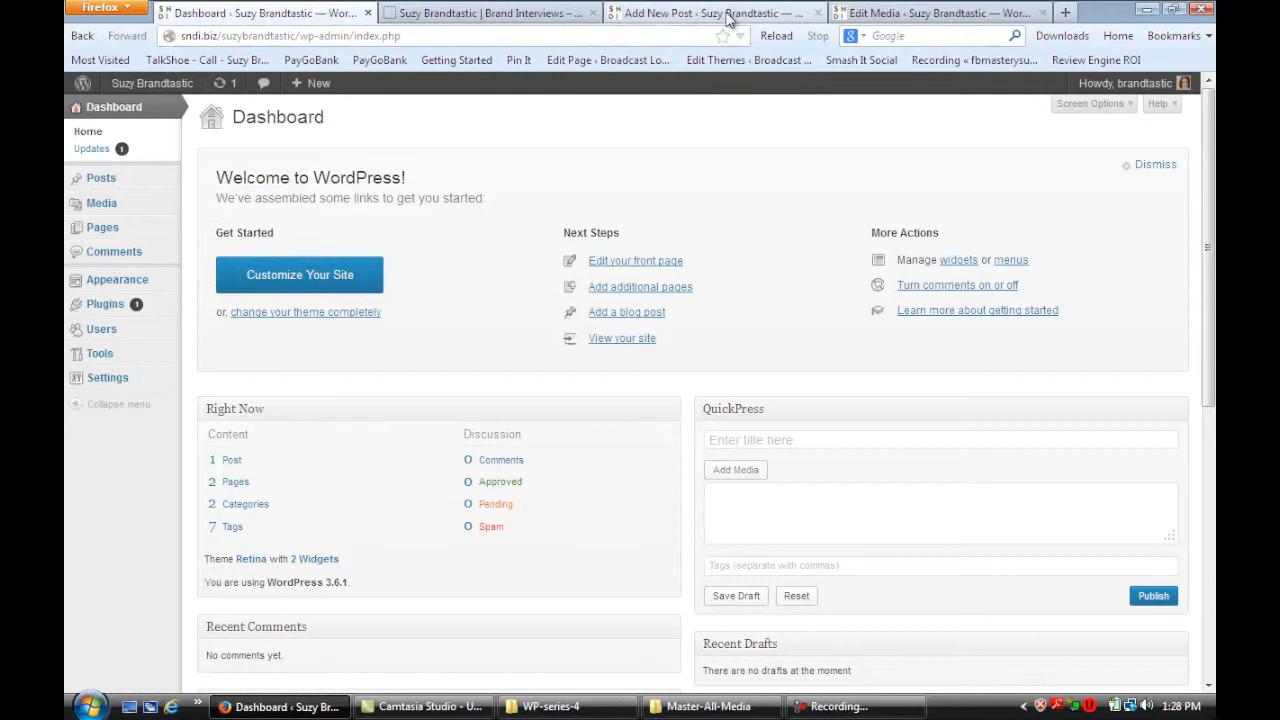 Firefox
Dashboard ‹ Suzy Brandtastic — Wor...
Suzy Brandtastic | Brand Interviews – ...
Add New Post ‹ Suzy Brandtastic — ...
Edit Media ‹ Suzy Brandtastic — Wor...
Back
Forward
sndi.biz/suzybrandtastic/wp-admin/index.php
Reload
Stop
Google
Downloads
Home
Bookmarks
Most Visited
TalkShoe - Call - Suzy Br...
PayGoBank
PayGoBank
Getting Started
Pin It
Edit Page ‹ Broadcast Lo...
Edit Themes ‹ Broadcast ...
Smash It Social
Recording « fbmasterysu...
Review Engine ROI
Suzy Brandtastic
1
+ New
Howdy, brandtastic
Dashboard
Home
Updates 1
Posts
Media
Pages
Comments
Appearance
Plugins 1
Users
Tools
Settings
Collapse menu
Screen Options
Help
Dashboard
Welcome to WordPress!
We've assembled some links to get you started:
Dismiss
Get Started
Customize Your Site
or, change your theme completely
Next Steps
Edit your front page
Add additional pages
Add a blog post
View your site
More Actions
Manage widgets or menus
Turn comments on or off
Learn more about getting started
Right Now
Content
Discussion
1 Post
0 Comments
2 Pages
0 Approved
2 Categories
0 Pending
7 Tags
0 Spam
Theme Retina with 2 Widgets
You are using WordPress 3.6.1.
Recent Comments
No comments yet.
QuickPress
Enter title here
Add Media
Tags (separate with commas)
Save Draft
Reset
Publish
Recent Drafts
There are no drafts at the moment
Dashboard ‹ Suzy Br...
Camtasia Studio - U...
WP-series-4
Master-All-Media
Recording...
1:28 PM